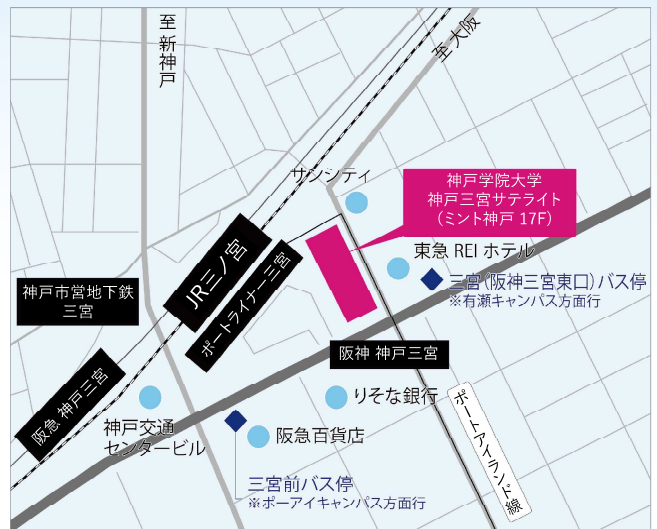 至 新神戸
至 大阪
サンシティ
神戸学院大学
神戸三宮サテライト
(ミント神戸 17F)
東急 REI ホテル
三宮(阪神三宮東口)バス停
※有瀬キャンパス方面行
JR三ノ宮
ポートライナー三宮
神戸市営地下鉄
三宮
阪神 神戸三宮
阪急 神戸三宮
りそな銀行
神戸交通
センタービル
阪急百貨店
ポートアイランド線
三宮前バス停
※ポーアイキャンパス方面行